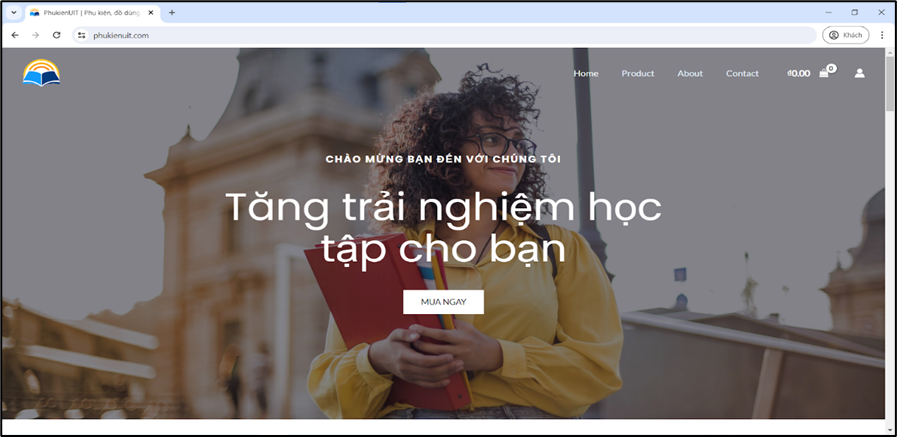 PhukienUIT | Phụ kiện, đồ dùng
phukienuit.com
Khách
Home Product About Contact ₫0.00 0
CHÀO MỪNG BẠN ĐẾN VỚI CHÚNG TÔI
Tăng trải nghiệm học
tập cho bạn
MUA NGAY